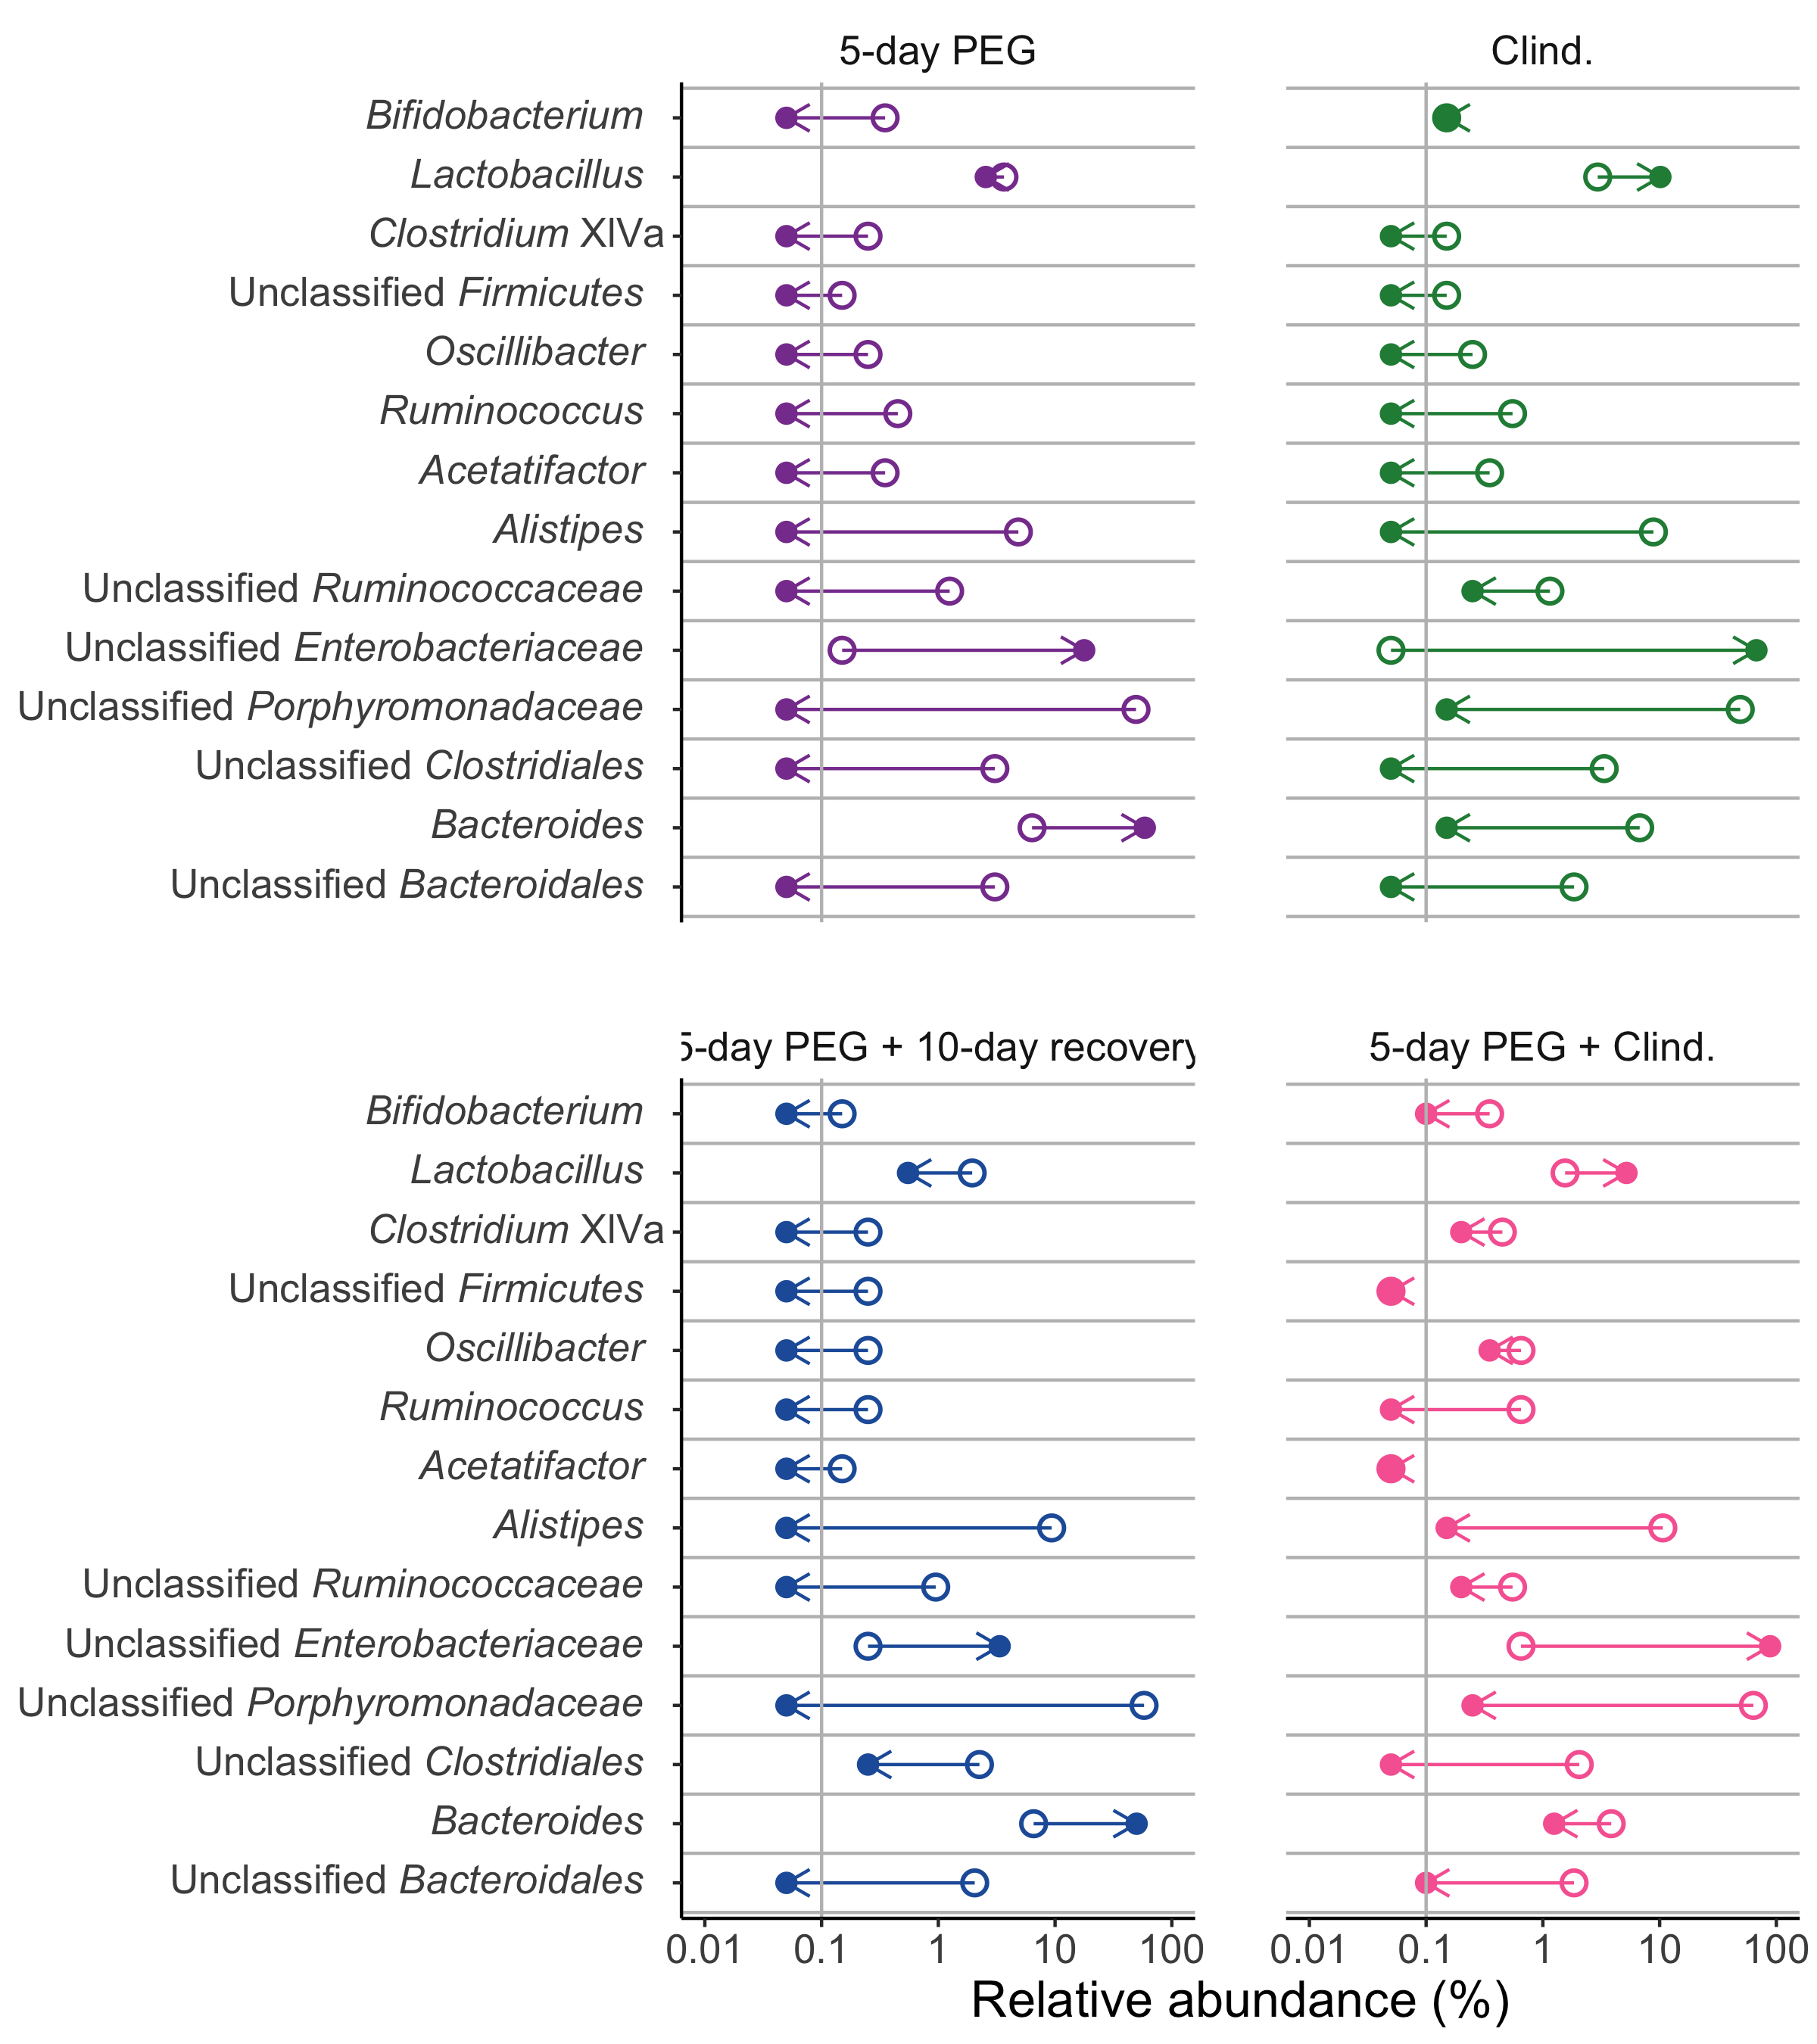 5-day PEG
Clind.
Bifidobacterium
Lactobacillus
Clostridium XIVa
Unclassified Firmicutes
Oscillibacter
Ruminococcus
Acetatifactor
Alistipes
Unclassified Ruminococcaceae
Unclassified Enterobacteriaceae
Unclassified Porphyromonadaceae
Unclassified Clostridiales
Bacteroides
Unclassified Bacteroidales
5-day PEG + 10-day recovery
5-day PEG + Clind.
Bifidobacterium
Lactobacillus
Clostridium XIVa
Unclassified Firmicutes
Oscillibacter
Ruminococcus
Acetatifactor
Alistipes
Unclassified Ruminococcaceae
Unclassified Enterobacteriaceae
Unclassified Porphyromonadaceae
Unclassified Clostridiales
Bacteroides
Unclassified Bacteroidales
0.01 0.1 1 10 100
0.01 0.1 1 10 100
Relative abundance (%)